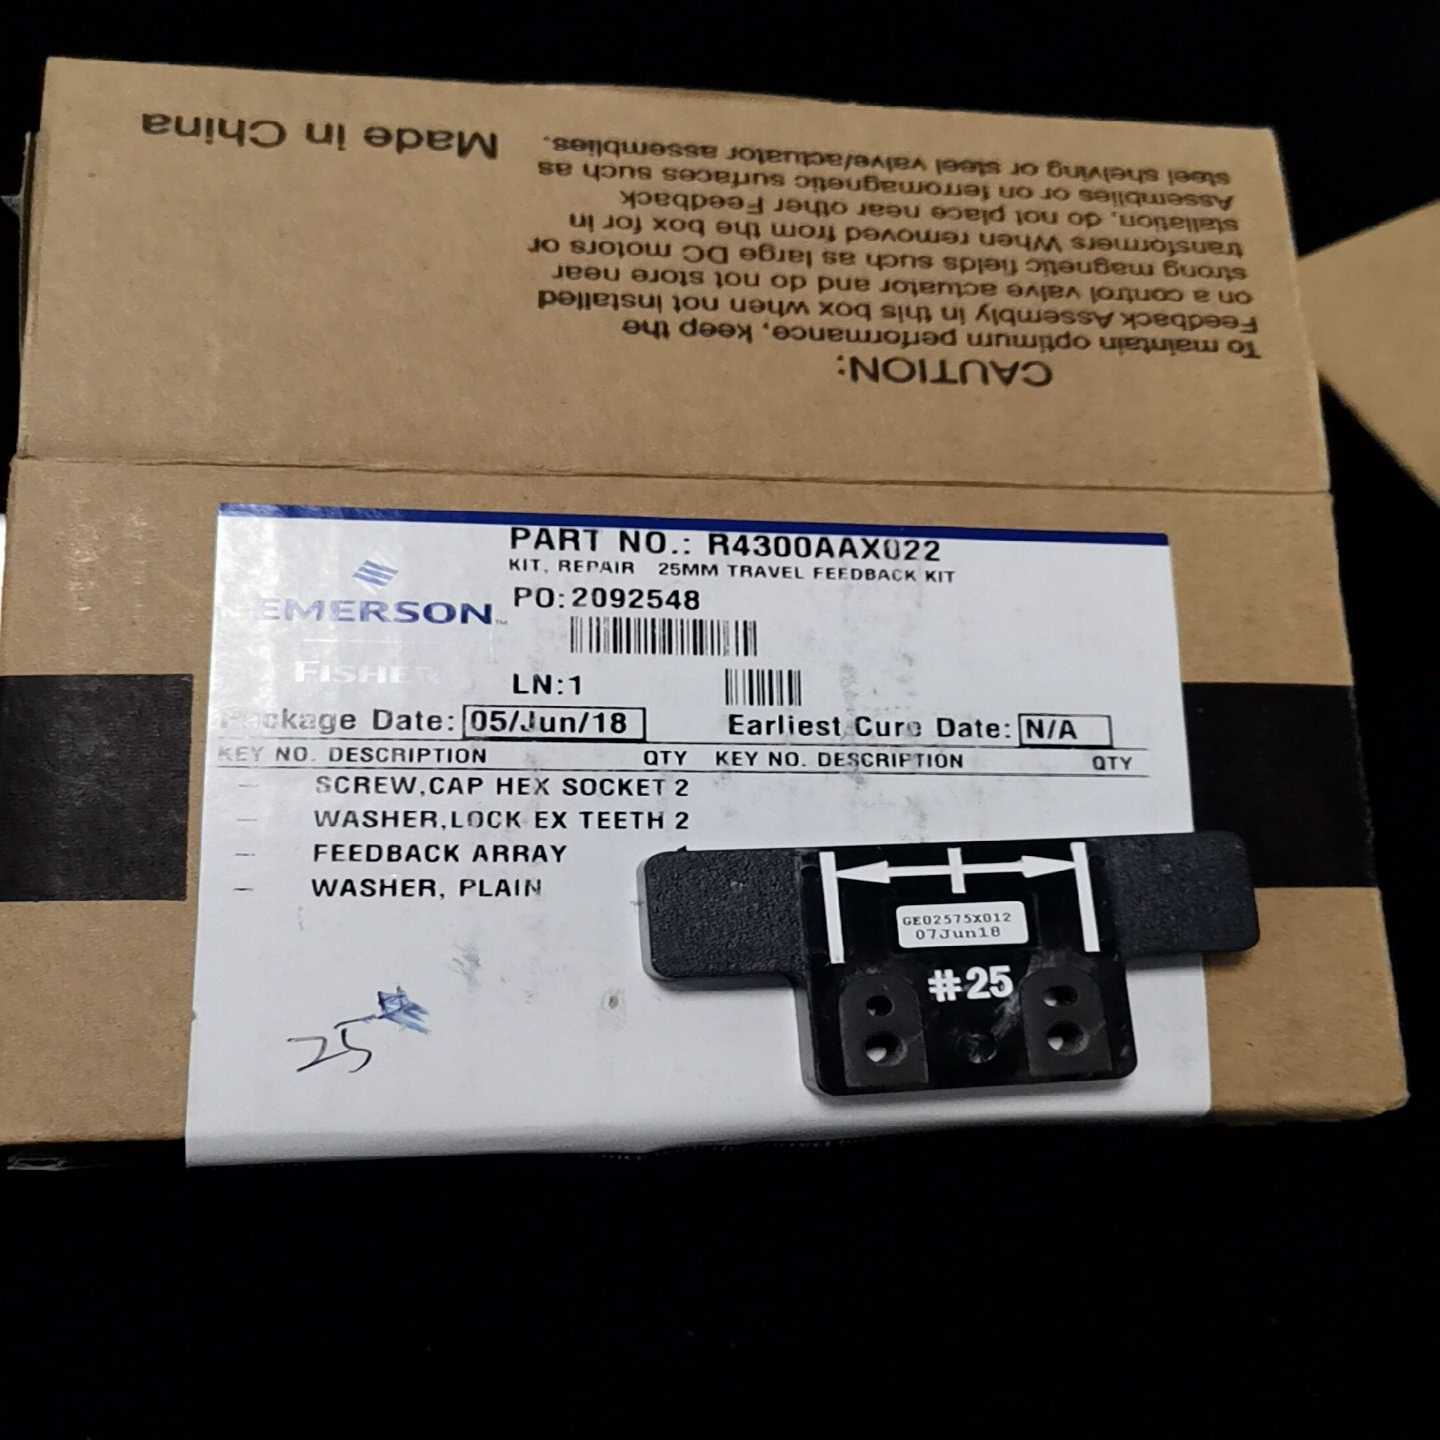 Made in China
CAUTION:
To maintain optimum performance, keep the
Feedback Assembly in this box when not installed
on a control valve actuator and do not store near
strong magnetic fields such as large DC motors or
transformers When removed from the box for in
stallation, do not place near other Feedback
Assemblies or on ferromagnetic surfaces such as
steel shelving or steel valve/actuator assemblies.
EMERSON™
FISHER
PART NO.: R4300AAX022
KIT, REPAIR 25MM TRAVEL FEEDBACK KIT
PO:2092548
LN:1
Package Date: 05/Jun/18 Earliest Cure Date: N/A
KEY NO. DESCRIPTION QTY KEY NO. DESCRIPTION QTY
— SCREW,CAP HEX SOCKET 2
— WASHER,LOCK EX TEETH 2
— FEEDBACK ARRAY
— WASHER, PLAIN
25
GE02575X012
07Jun18
#25